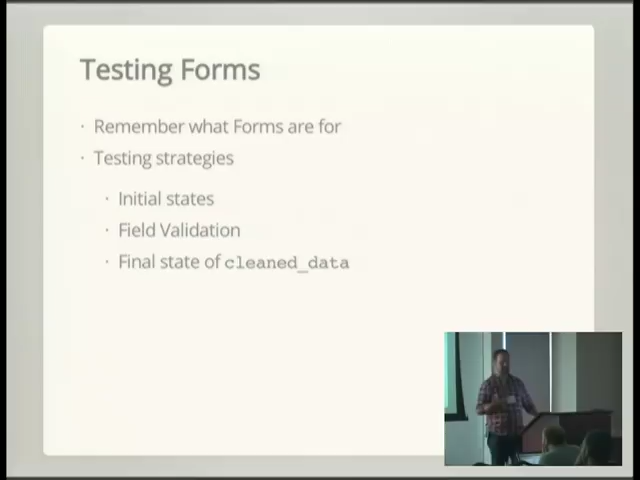 Testing Forms
· Remember what Forms are for
· Testing strategies
· Initial states
· Field Validation
· Final state of cleaned_data